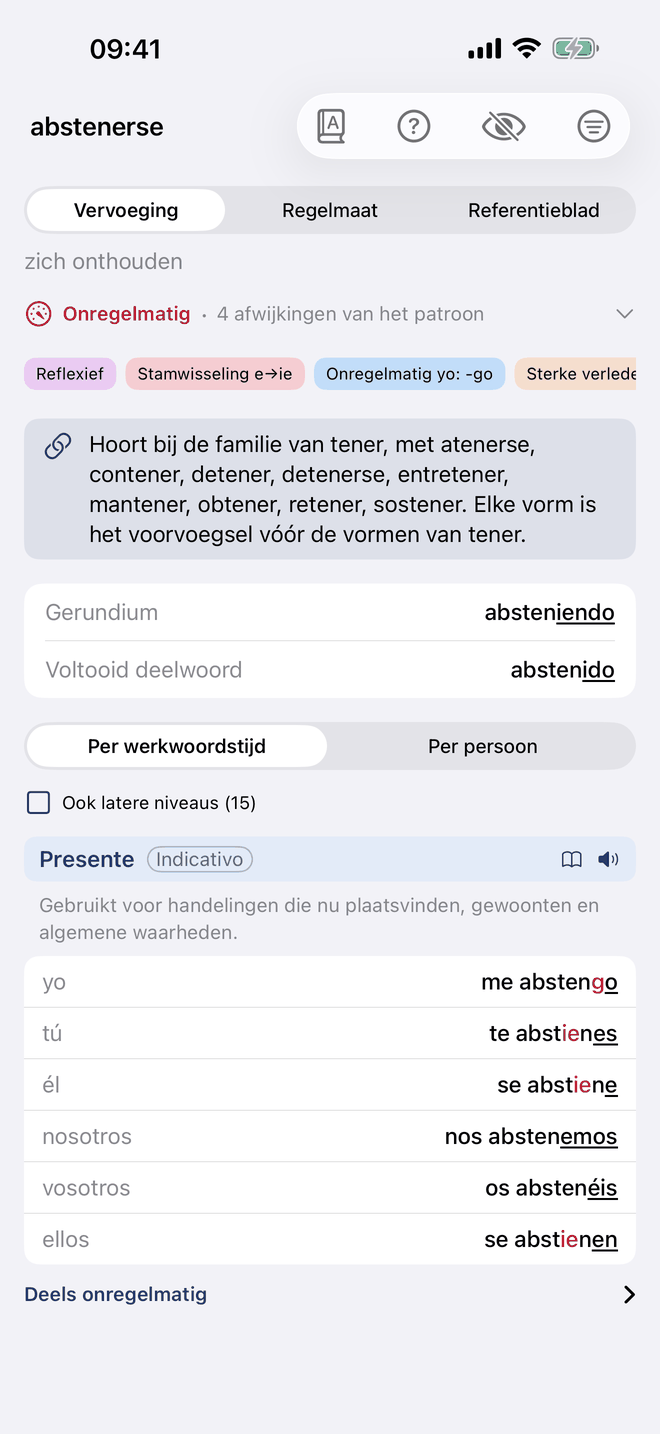 09:41
abstenerse
A
?
Vervoeging
Regelmaat
Referentieblad
zich onthouden
Onregelmatig · 4 afwijkingen van het patroon
Reflexief
Stamwisseling e→ie
Onregelmatig yo: -go
Sterke verlede
Hoort bij de familie van tener, met atenerse,
contener, detener, detenerse, entretener,
mantener, obtener, retener, sostener. Elke vorm is
het voorvoegsel vóór de vormen van tener.
Gerundium absteniendo
Voltooid deelwoord abstenido
Per werkwoordstijd
Per persoon
Ook latere niveaus (15)
Presente Indicativo
Gebruikt voor handelingen die nu plaatsvinden, gewoonten en
algemene waarheden.
yo me abstengo
tú te abstienes
él se abstiene
nosotros nos abstenemos
vosotros os abstenéis
ellos se abstienen
Deels onregelmatig